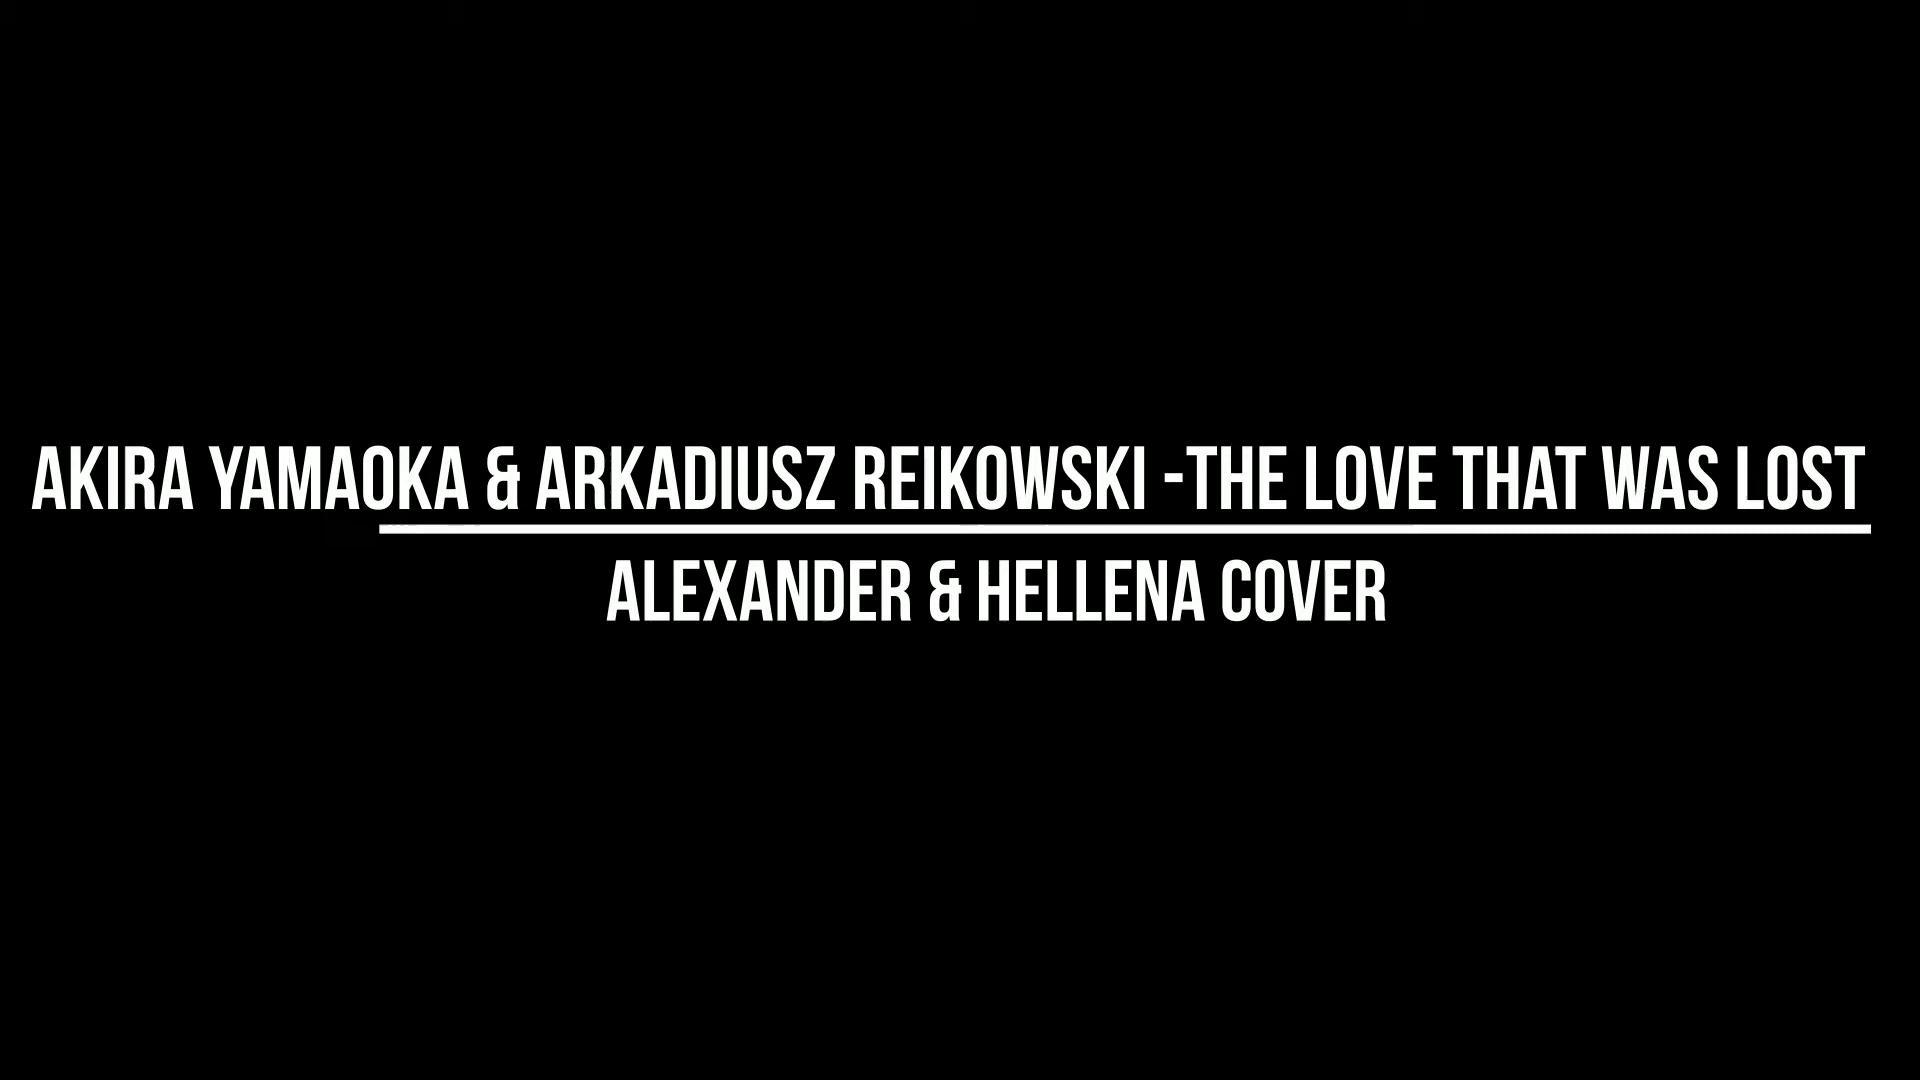 AKIRA YAMAOKA & ARKADIUSZ REIKOWSKI -THE LOVE THAT WAS LOST
ALEXANDER & HELLENA COVER